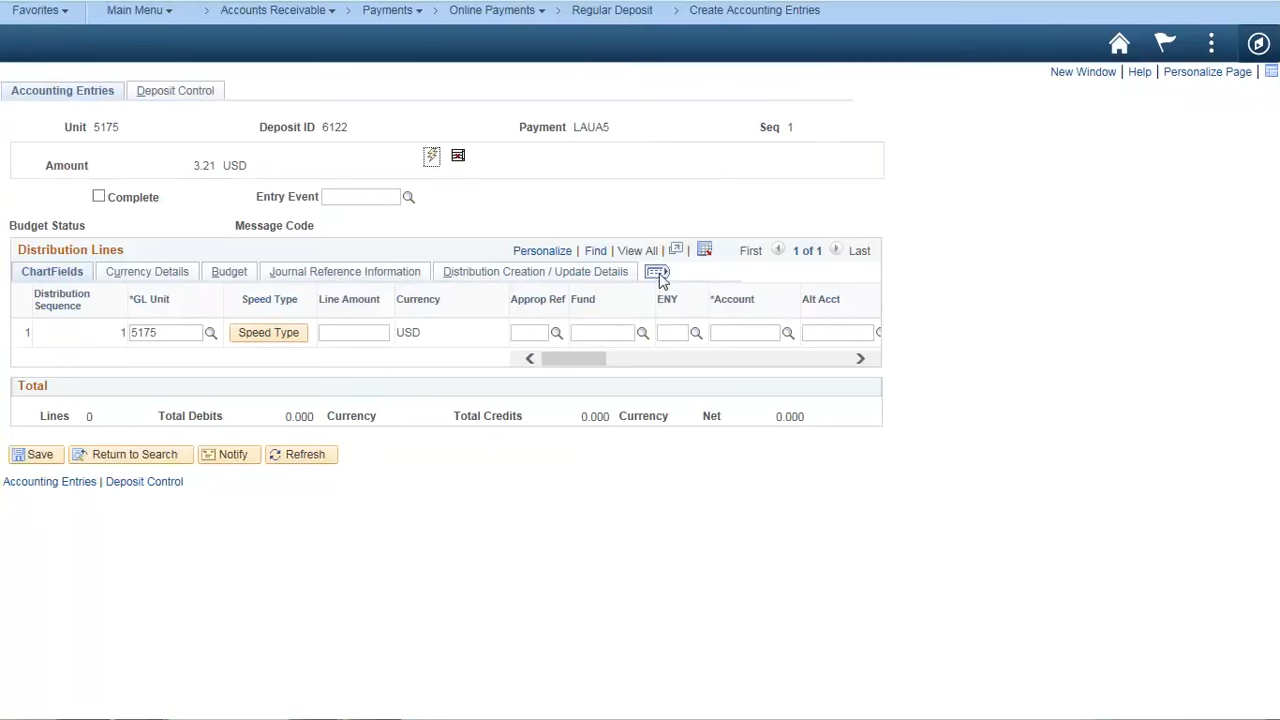 Favorites Main Menu > Accounts Receivable > Payments > Online Payments > Regular Deposit > Create Accounting Entries
New Window | Help | Personalize Page |
Accounting Entries Deposit Control
Unit 5175 Deposit ID 6122 Payment LAUA5 Seq 1
Amount 3.21 USD
Complete Entry Event
Budget Status Message Code
Distribution Lines Personalize | Find | View All | | First 1 of 1 Last
ChartFields Currency Details Budget Journal Reference Information Distribution Creation / Update Details
Distribution Sequence *GL Unit Speed Type Line Amount Currency Approp Ref Fund ENY *Account Alt Acct
1 1 5175 Speed Type USD
Total
Lines 0 Total Debits 0.000 Currency Total Credits 0.000 Currency Net 0.000
Save Return to Search Notify Refresh
Accounting Entries | Deposit Control